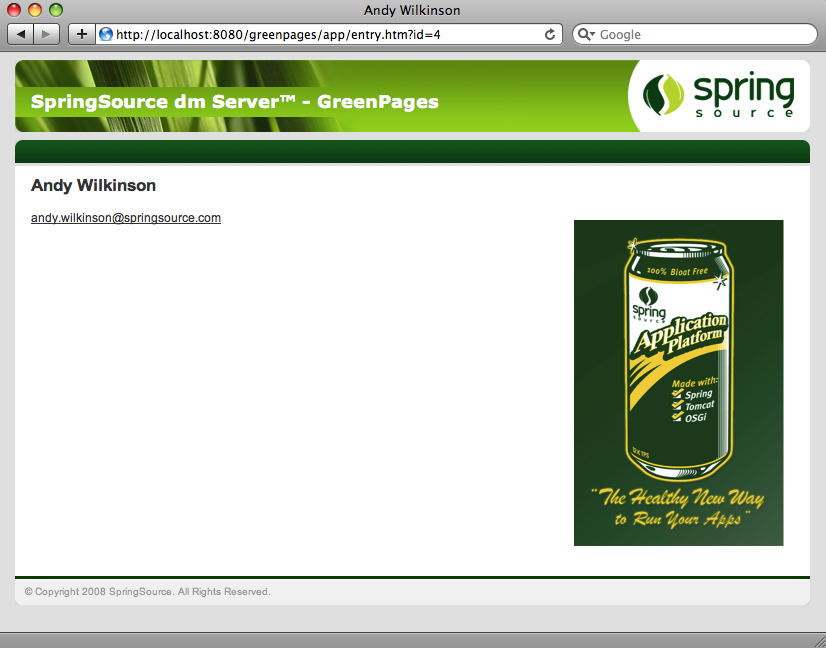 Andy Wilkinson
http://localhost:8080/greenpages/app/entry.htm?id=4
Google
SpringSource dm Server™ - GreenPages
spring
source
Andy Wilkinson
andy.wilkinson@springsource.com
100% Bloat Free
spring
source
Application
Platform
Made with:
Spring
Tomcat
OSGi
12 X TPS
"The Healthy New Way
to Run Your Apps"
© Copyright 2008 SpringSource. All Rights Reserved.